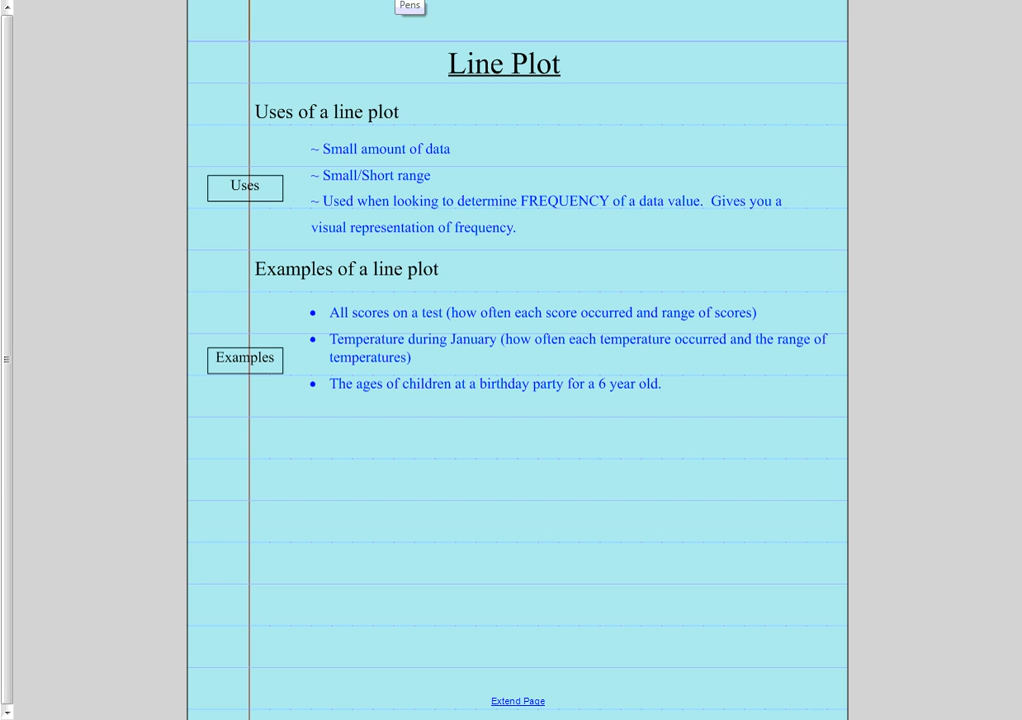 Pens
Line Plot
Uses of a line plot
~ Small amount of data
~ Small/Short range
Uses
~ Used when looking to determine FREQUENCY of a data value.  Gives you a
visual representation of frequency.
Examples of a line plot
All scores on a test (how often each score occurred and range of scores)
Temperature during January (how often each temperature occurred and the range of
temperatures)
Examples
The ages of children at a birthday party for a 6 year old.
Extend Page